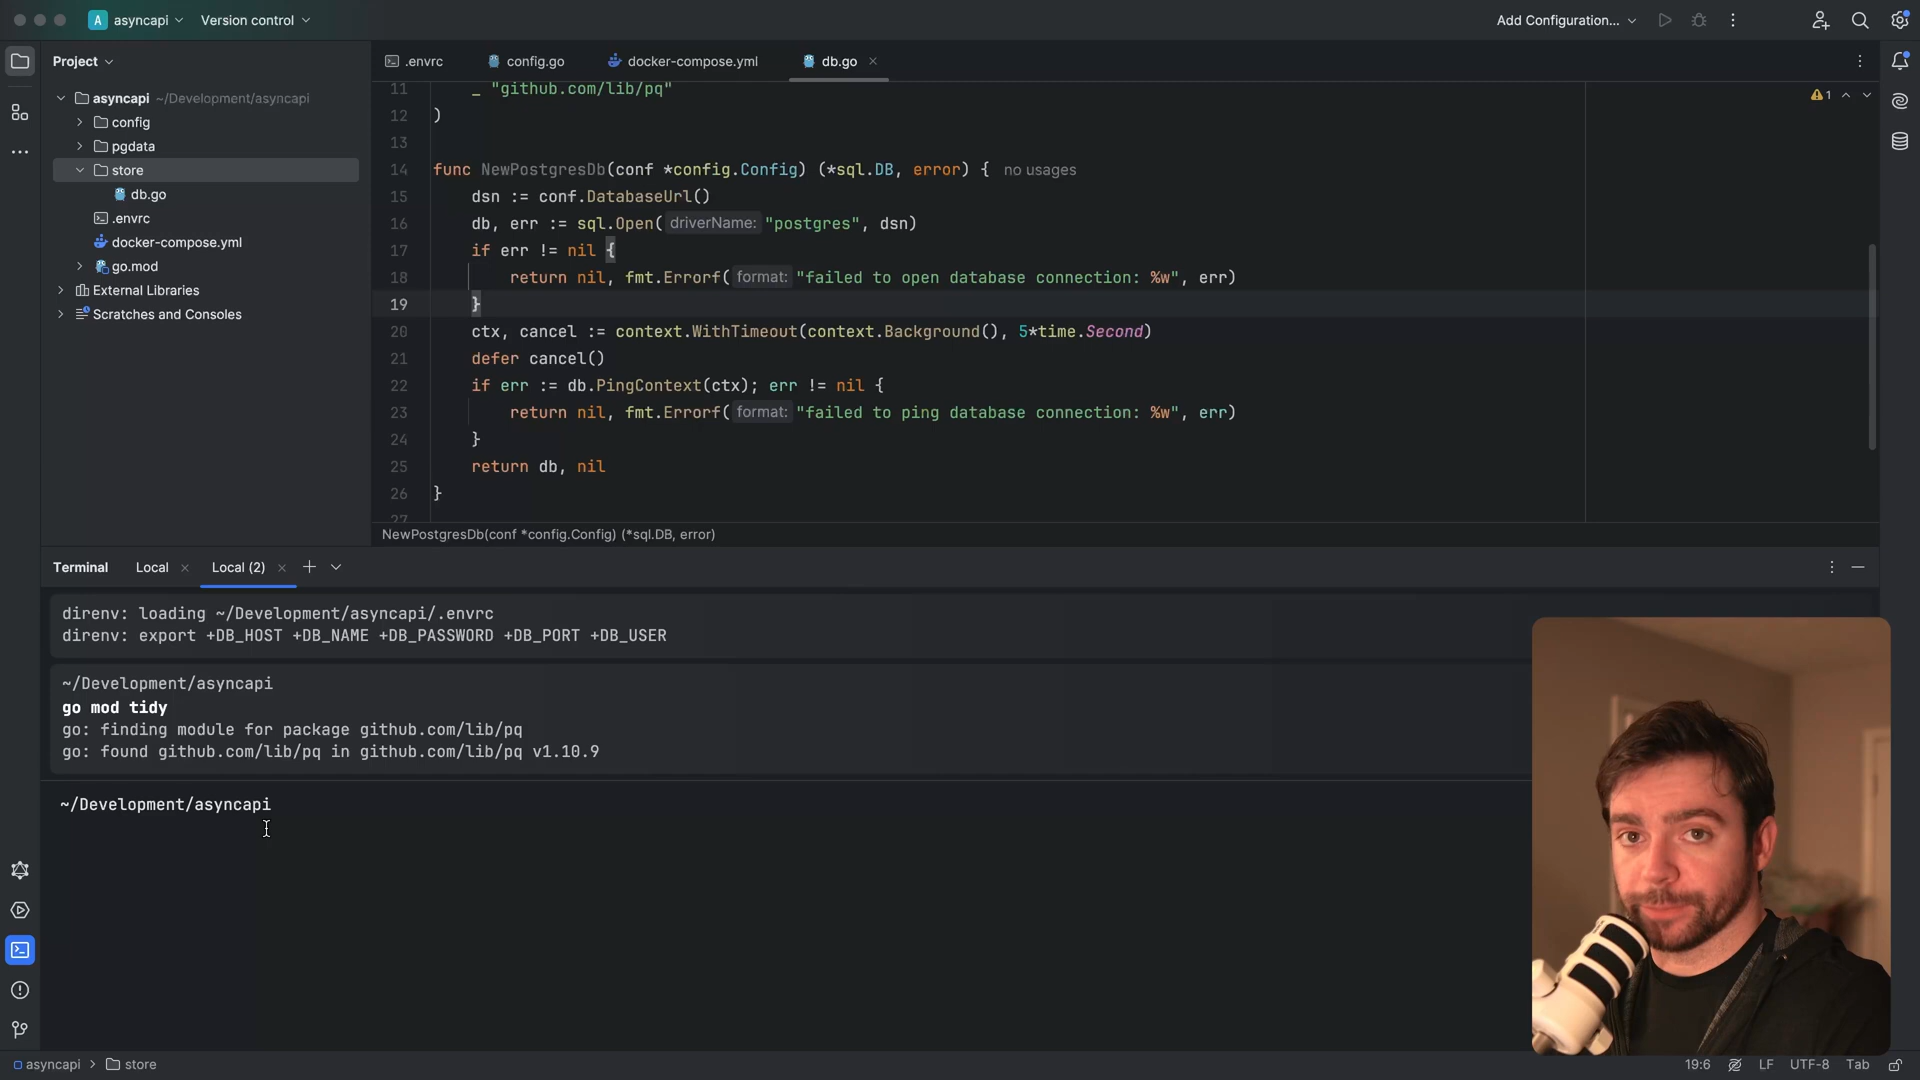 A asyncapi
Version control
Add Configuration...
Project
.envrc
config.go
docker-compose.yml
db.go
asyncapi ~/Development/asyncapi
config
pgdata
store
db.go
.envrc
docker-compose.yml
go.mod
External Libraries
Scratches and Consoles
1
11 _ "github.com/lib/pq"
12 )
13
14 func NewPostgresDb(conf *config.Config) (*sql.DB, error) { no usages
15 dsn := conf.DatabaseUrl()
16 db, err := sql.Open( driverName: "postgres", dsn)
17 if err != nil {
18 return nil, fmt.Errorf( format: "failed to open database connection: %w", err)
19 }
20 ctx, cancel := context.WithTimeout(context.Background(), 5*time.Second)
21 defer cancel()
22 if err := db.PingContext(ctx); err != nil {
23 return nil, fmt.Errorf( format: "failed to ping database connection: %w", err)
24 }
25 return db, nil
26 }
27
NewPostgresDb(conf *config.Config) (*sql.DB, error)
Terminal
Local
Local (2)
direnv: loading ~/Development/asyncapi/.envrc
direnv: export +DB_HOST +DB_NAME +DB_PASSWORD +DB_PORT +DB_USER
~/Development/asyncapi
go mod tidy
go: finding module for package github.com/lib/pq
go: found github.com/lib/pq in github.com/lib/pq v1.10.9
~/Development/asyncapi
asyncapi > store
19:6
LF
UTF-8
Tab